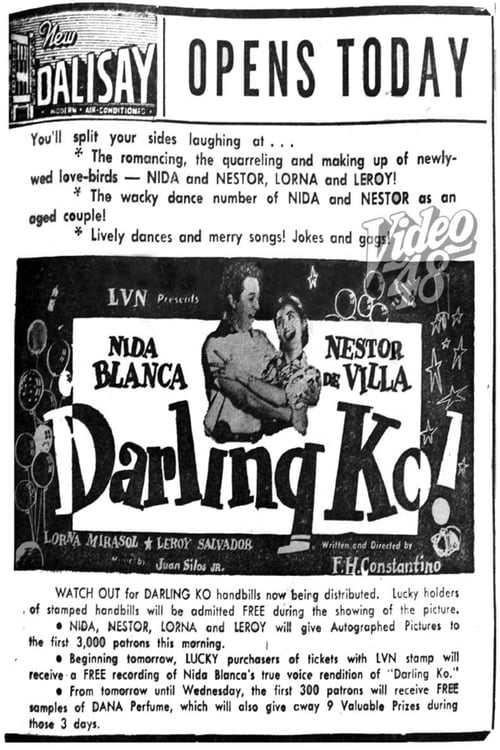 New
DALISAY
MODERN • AIR-CONDITIONED •
OPENS TODAY
You'll split your sides laughing at . . .
* The romancing, the quarreling and making up of newly-
wed love-birds — NIDA and NESTOR, LORNA and LEROY!
* The wacky dance number of NIDA and NESTOR as an
aged couple!
* Lively dances and merry songs! Jokes and gags!
Video
48
LVN Presents
NIDA
BLANCA
NESTOR
DE VILLA
Darling Ko!
LORNA MIRASOL ★ LEROY SALVADOR
Music by Juan Silos JR.
Written and Directed by
F.H.Constantino
WATCH OUT for DARLING KO handbills now being distributed. Lucky holders
of stamped handbills will be admitted FREE during the showing of the picture.
• NIDA, NESTOR, LORNA and LEROY will give Autographed Pictures to
the first 3,000 patrons this morning.
• Beginning tomorrow, LUCKY purchasers of tickets with LVN stamp will
receive a FREE recording of Nida Blanca's true voice rendition of "Darling Ko."
• From tomorrow until Wednesday, the first 300 patrons will receive FREE
samples of DANA Perfume, which will also give cway 9 Valuable Prizes during
those 3 days.